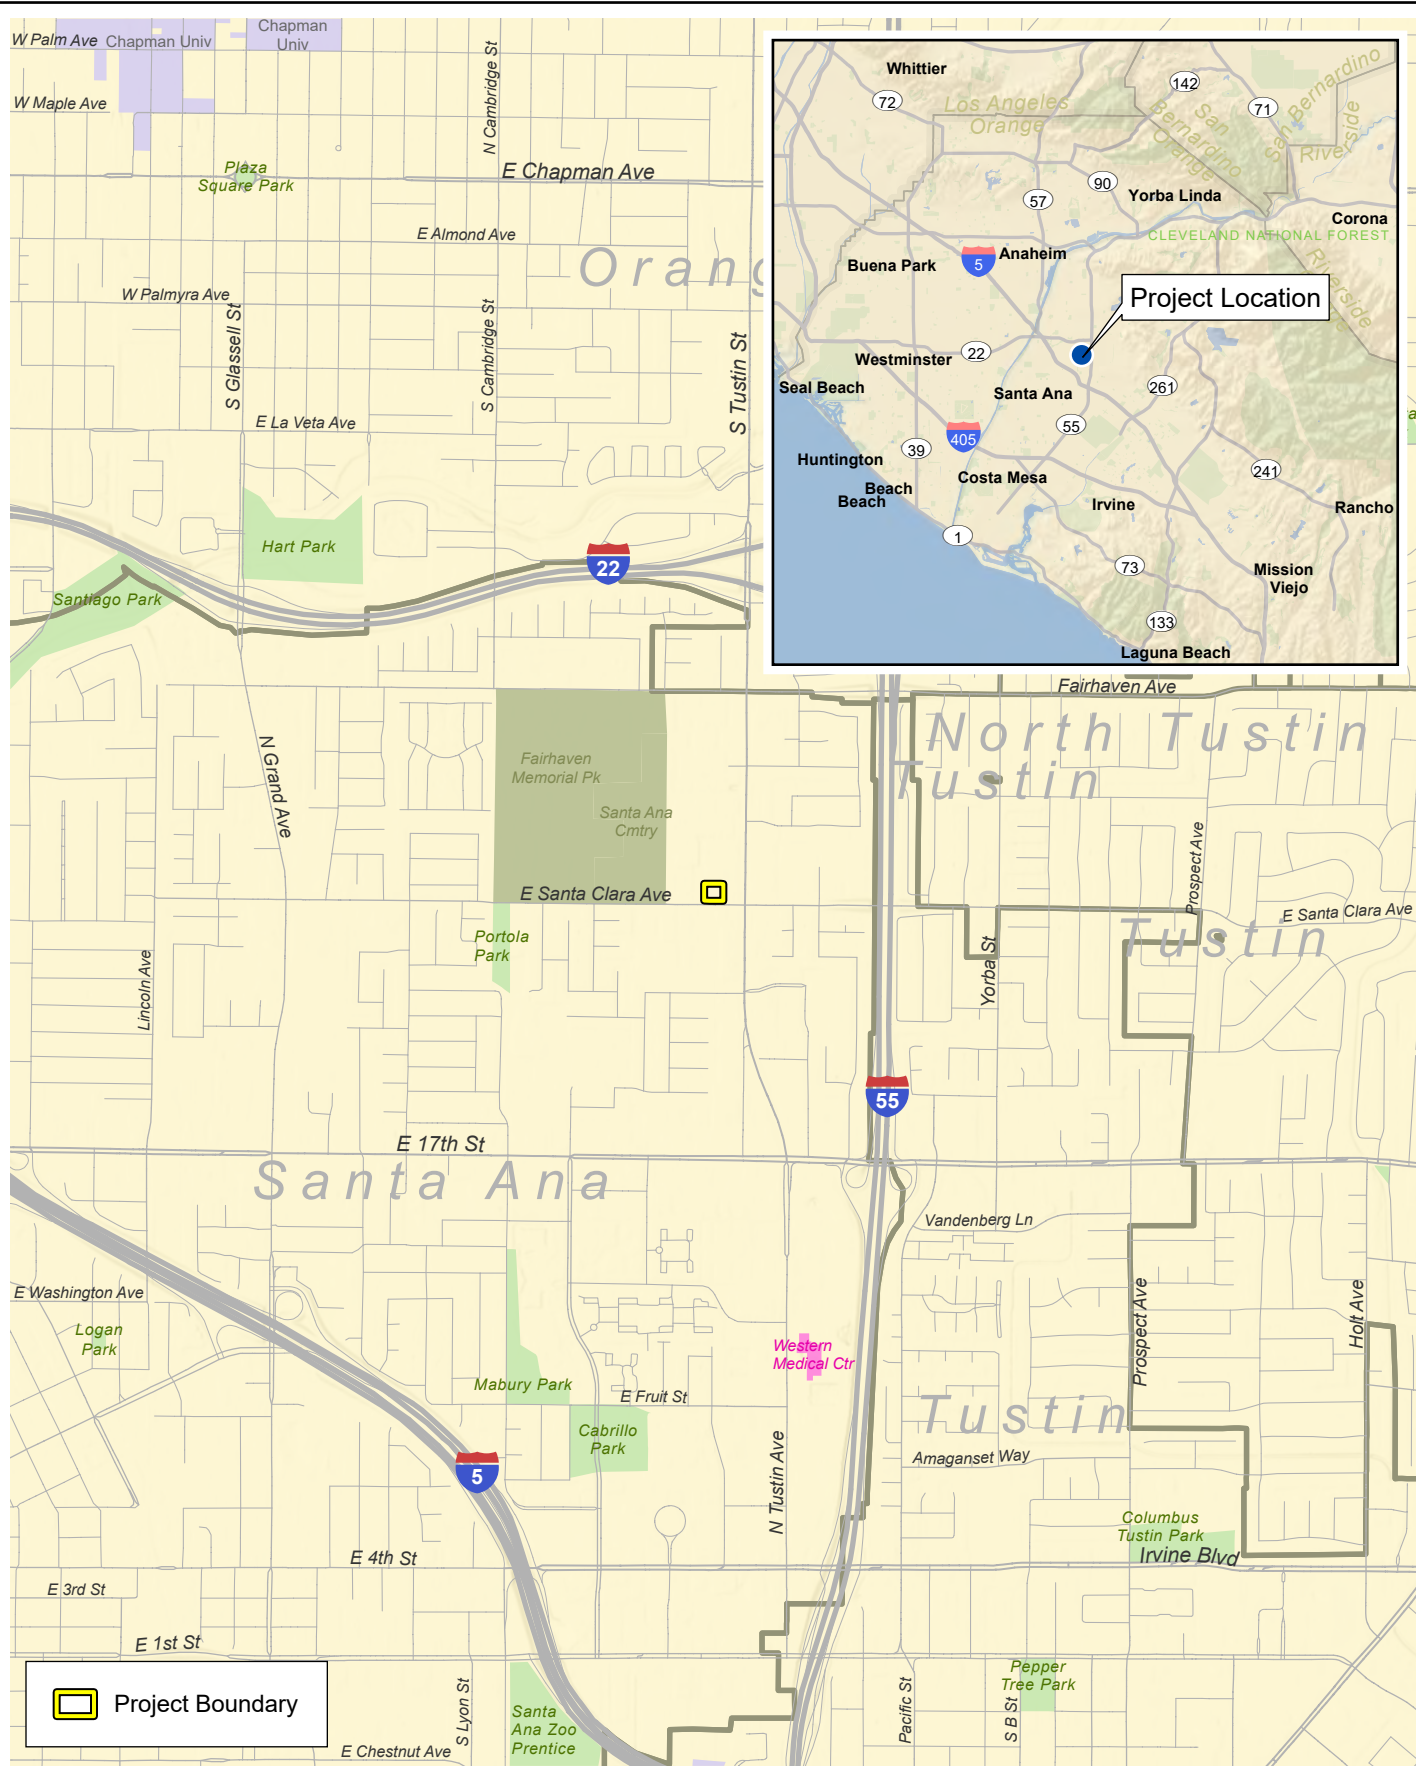 Chapman Univ
Chapman
Univ
W Palm Ave
W Maple Ave
N Cambridge St
Plaza
Square Park
E Chapman Ave
E Almond Ave
Orang
W Palmyra Ave
S Glassell St
S Cambridge St
S Tustin St
E La Veta Ave
Hart Park
22
Santiago Park
Whittier
72
Los Angeles
Orange
142
71
San Bernardino
Riverside
San
Bernardino
Orange
90
57
Yorba Linda
Corona
CLEVELAND NATIONAL FOREST
Buena Park
5
Anaheim
Riverside
Project Location
Westminster
22
Seal Beach
Santa Ana
261
55
405
39
Huntington
Beach
Beach
Costa Mesa
241
Irvine
Rancho
1
73
Mission
Viejo
133
Laguna Beach
Fairhaven Ave
North Tustin
Tustin
N Grand Ave
Fairhaven
Memorial Pk
Santa Ana
Cmtry
Prospect Ave
E Santa Clara Ave
E Santa Clara Ave
Tustin
Portola
Park
Lincoln Ave
Yorba St
55
E 17th St
Santa Ana
Vandenberg Ln
E Washington Ave
Logan
Park
Prospect Ave
Holt Ave
Western
Medical Ctr
Mabury Park
E Fruit St
Tustin
Cabrillo
Park
N Tustin Ave
Amaganset Way
5
Columbus
Tustin Park
Irvine Blvd
E 4th St
E 3rd St
E 1st St
Pepper
Tree Park
S Lyon St
Pacific St
S B St
Project Boundary
Santa
Ana Zoo
Prentice
E Chestnut Ave